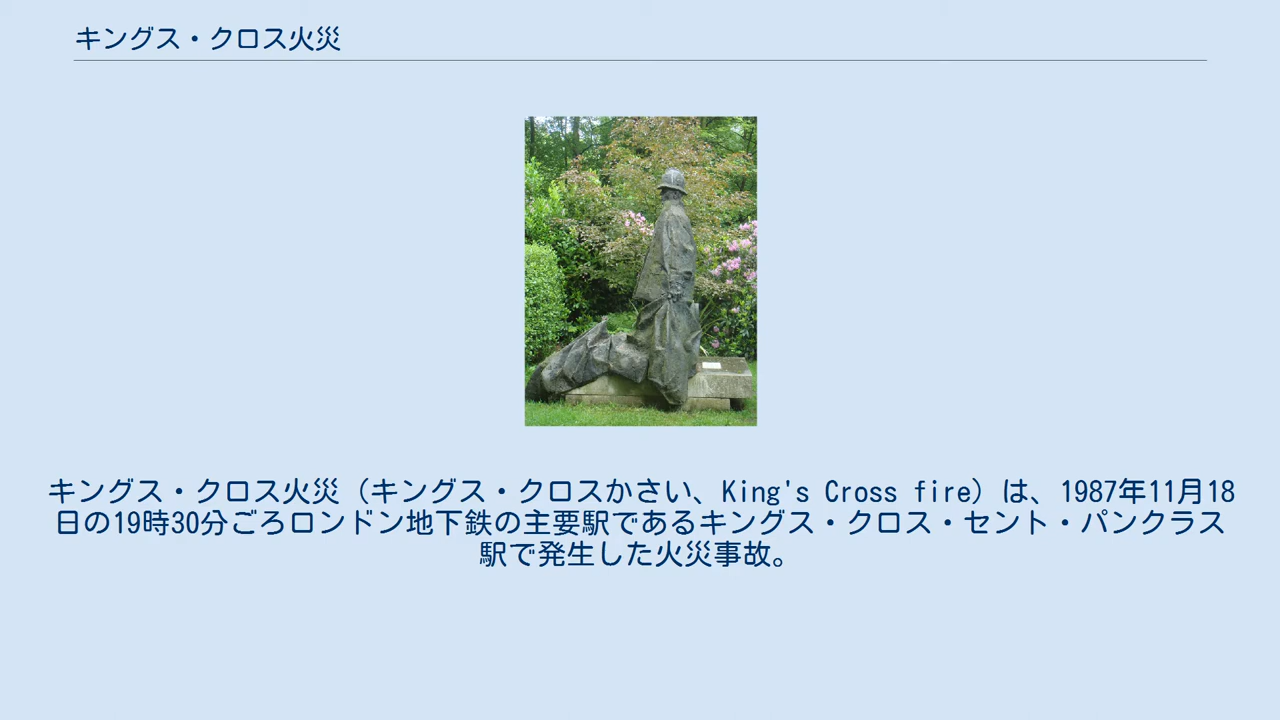 キングス・クロス火災
キングス・クロス火災（キングス・クロスかさい、King's Cross fire）は、1987年11月18
日の19時30分ごろロンドン地下鉄の主要駅であるキングス・クロス・セント・パンクラス
駅で発生した火災事故。